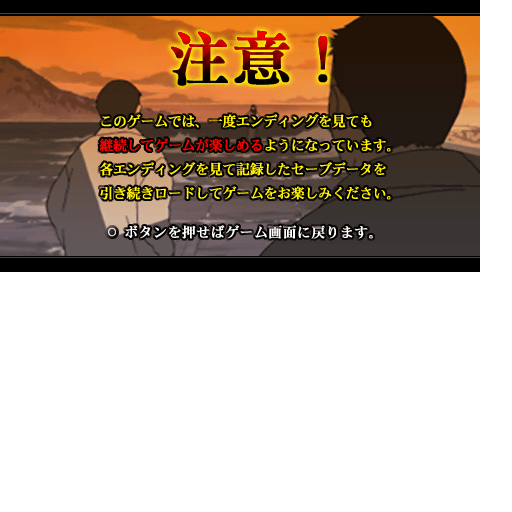 注意！
このゲームでは、一度エンディングを見ても
継続してゲームが楽しめるようになっています。
各エンディングを見て記録したセーブデータを
引き続きロードしてゲームをお楽しみください。
○ ボタンを押せばゲーム画面に戻ります。